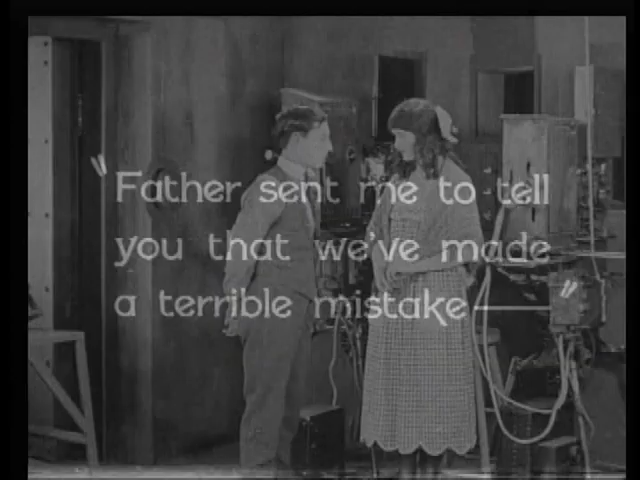 "Father sent me to tell
you that we've made
a terrible mistake—"